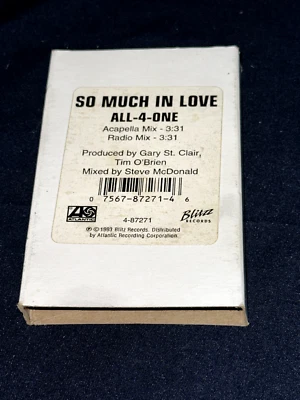 SO MUCH IN LOVE
ALL-4-ONE
Acapella Mix - 3:31
Radio Mix - 3:31
Produced by Gary St. Clair,
Tim O'Brien
Mixed by Steve McDonald
0 7567-87271-4 6
4-87271
ATLANTIC
Blitz
RECORDS
℗ © 1993 Blitz Records. Distributed
by Atlantic Recording Corporation.